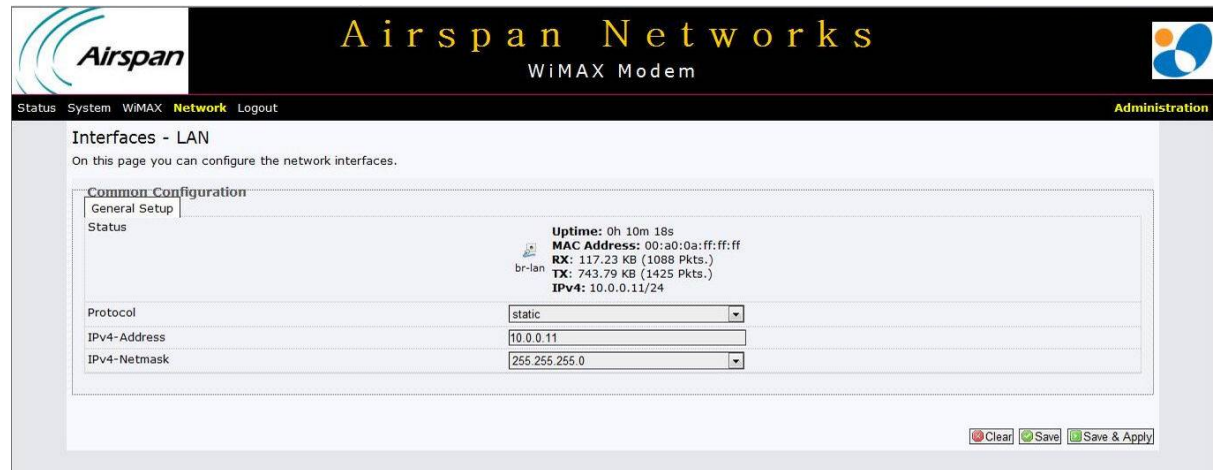 Airspan
Airspan Networks
WiMAX Modem
Status System WiMAX Network Logout
Administration
Interfaces - LAN
On this page you can configure the network interfaces.
Common Configuration
General Setup
Status
br-lan
Uptime: 0h 10m 18s
MAC Address: 00:a0:0a:ff:ff:ff
RX: 117.23 KB (1088 Pkts.)
TX: 743.79 KB (1425 Pkts.)
IPv4: 10.0.0.11/24
Protocol
static
IPv4-Address
10.0.0.11
IPv4-Netmask
255.255.255.0
Clear Save Save & Apply